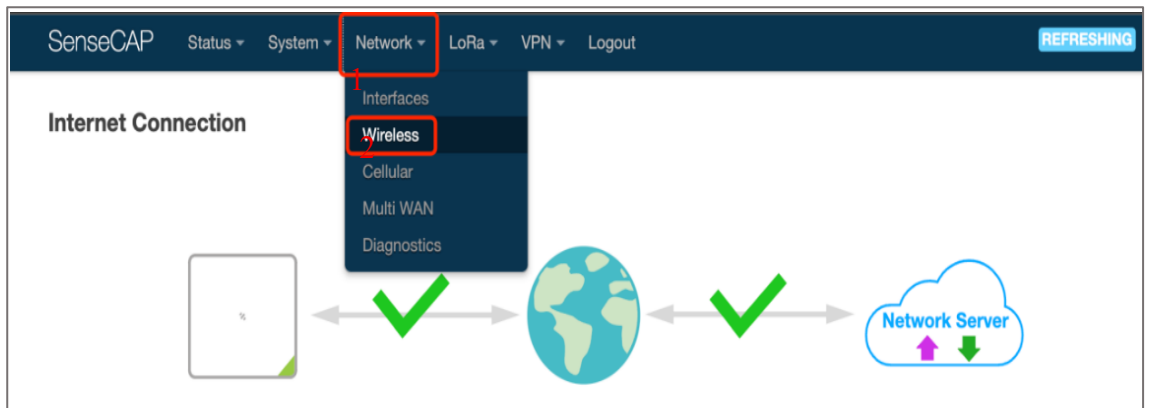 SenseCAP Status System Network LoRa VPN Logout REFRESHING
1
Interfaces
Internet Connection
Wireless
2
Cellular
Multi WAN
Diagnostics
%
Network Server